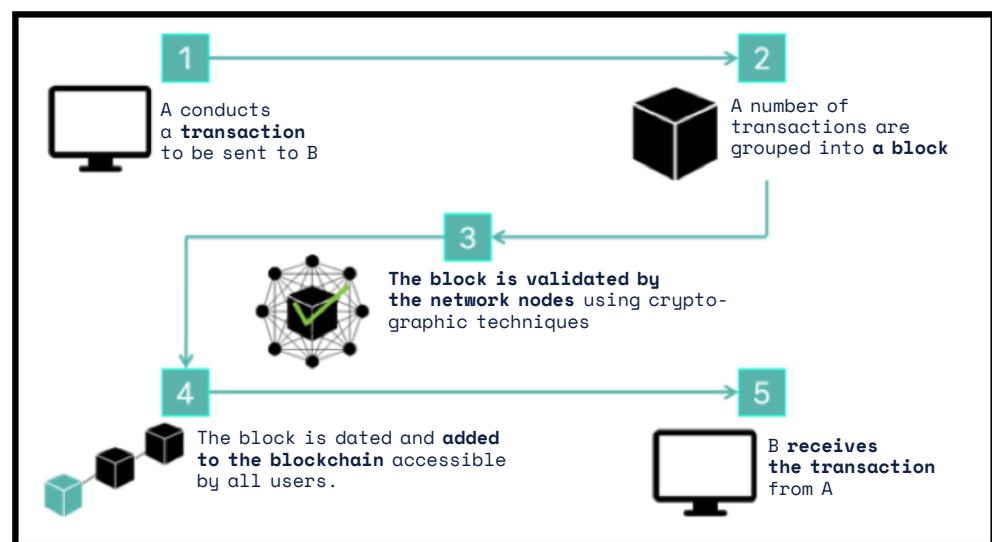 1
A conducts
a transaction
to be sent to B
2
A number of
transactions are
grouped into a block
3
The block is validated by
the network nodes using crypto-
graphic techniques
4
The block is dated and added
to the blockchain accessible
by all users.
5
B receives
the transaction
from A